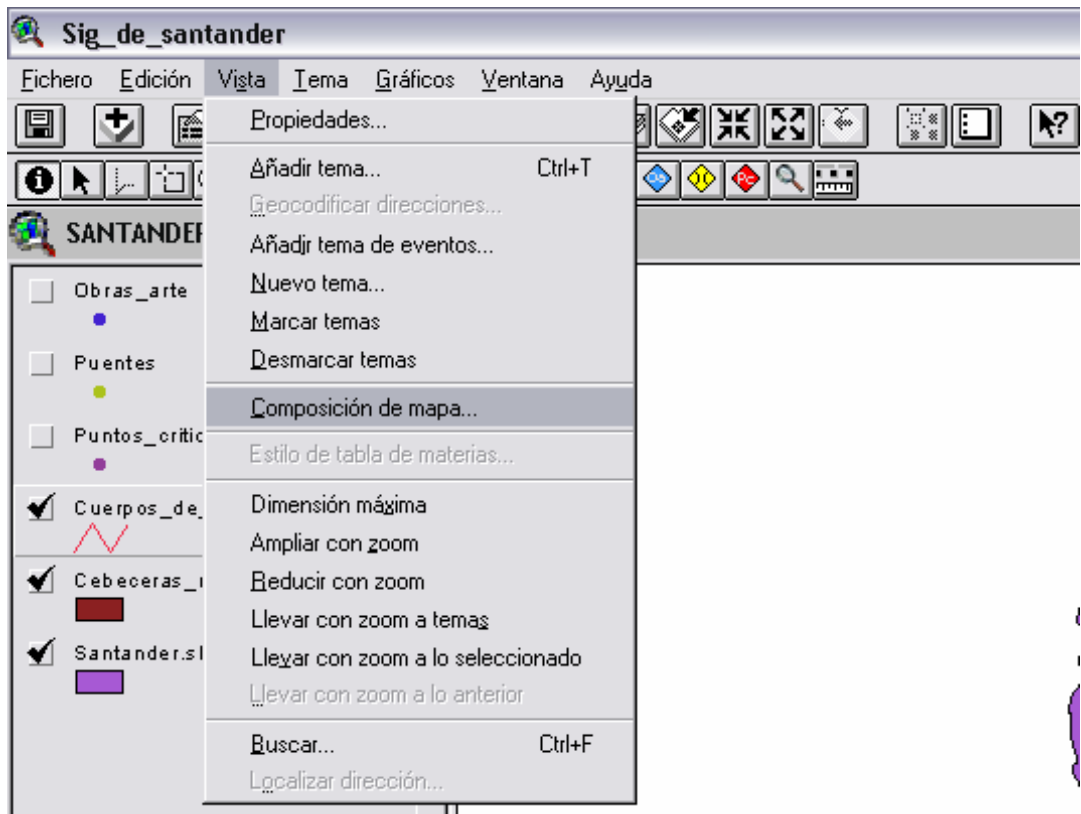 Sig_de_santander
Fichero Edición Vista Tema Gráficos Ventana Ayuda
SANTANDER
Propiedades...
Añadir tema... Ctrl+T
Geocodificar direcciones...
Añadir tema de eventos...
Nuevo tema...
Marcar temas
Desmarcar temas
Composición de mapa...
Estilo de tabla de materias...
Dimensión máxima
Ampliar con zoom
Reducir con zoom
Llevar con zoom a temas
Llevar con zoom a lo seleccionado
Llevar con zoom a lo anterior
Buscar... Ctrl+F
Localizar dirección...
Obras_arte
Puentes
Puntos_critic
Cuerpos_de_
Cebeceras_
Santander.s